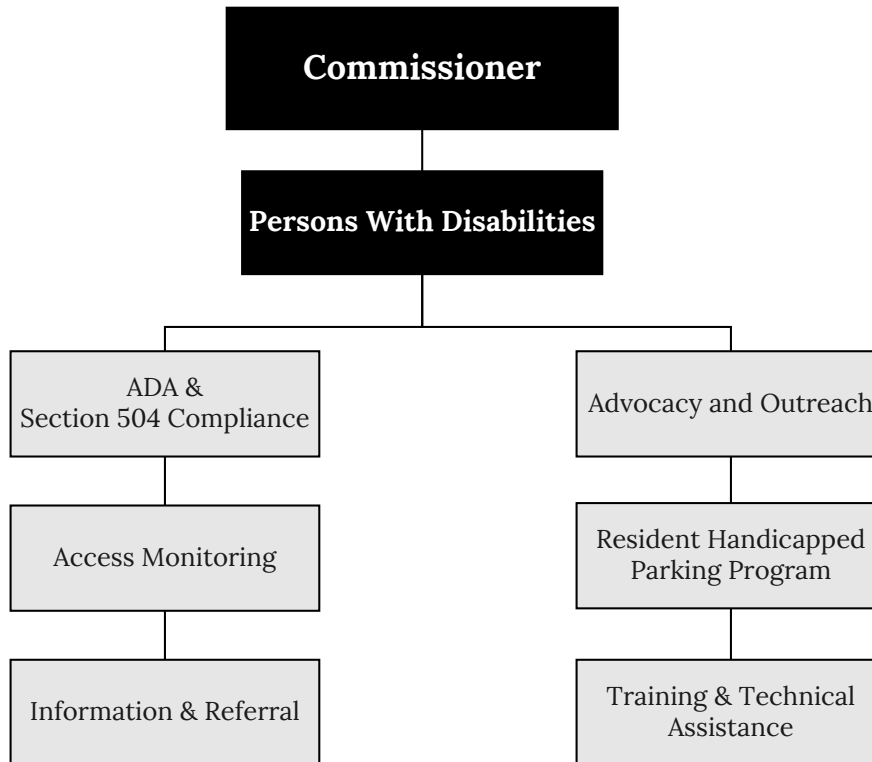 Commissioner
Persons With Disabilities
ADA &
Section 504 Compliance
Advocacy and Outreach
Access Monitoring
Resident Handicapped
Parking Program
Information & Referral
Training & Technical
Assistance